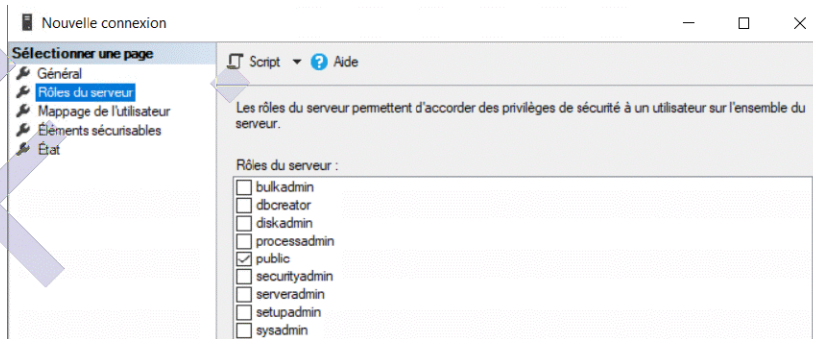 Nouvelle connexion
Sélectionner une page
Général
Rôles du serveur
Mappage de l'utilisateur
Éléments sécurisables
État
Script
Aide
Les rôles du serveur permettent d'accorder des privilèges de sécurité à un utilisateur sur l'ensemble du
serveur.
Rôles du serveur :
bulkadmin
dbcreator
diskadmin
processadmin
public
securityadmin
serveradmin
setupadmin
sysadmin